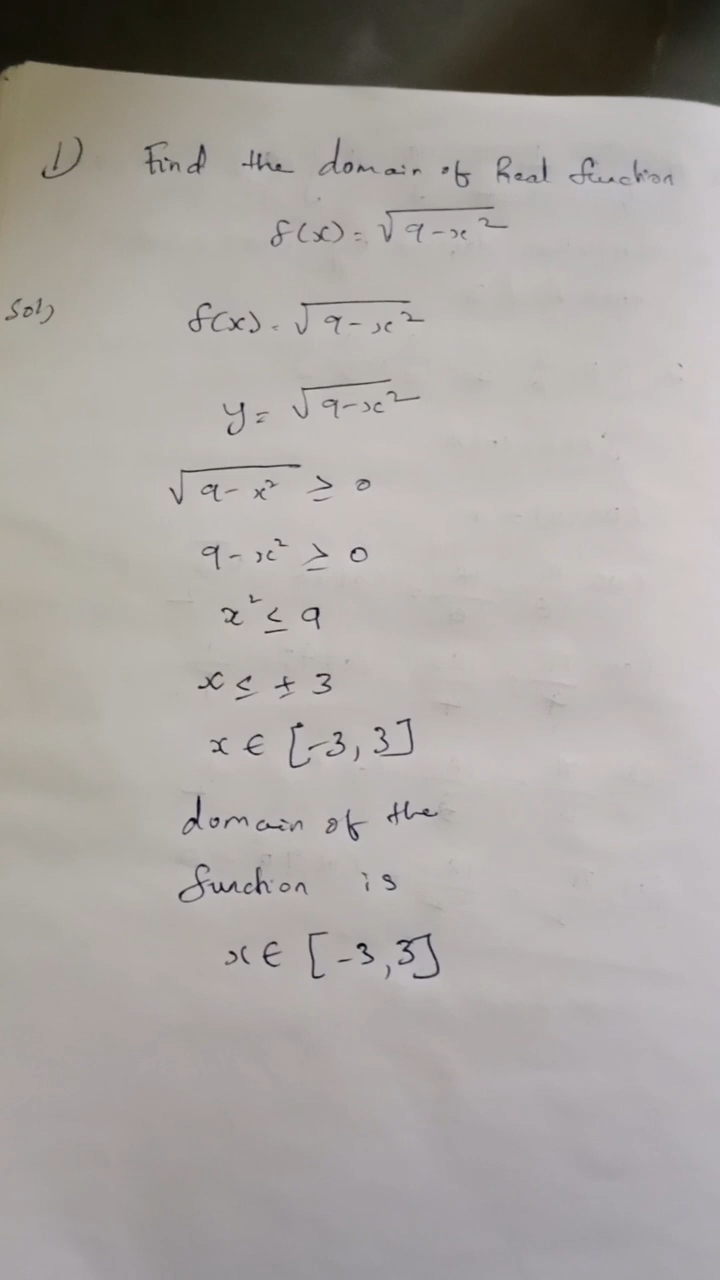 1) Find the domain of Real function
f(x) = √9-x²
Sol)
f(x) = √9-x²
y = √9-x²
√9-x² ≥ 0
9-x² ≥ 0
x² ≤ 9
x ≤ ± 3
x ∈ [-3, 3]
domain of the
function is
x ∈ [-3, 3]